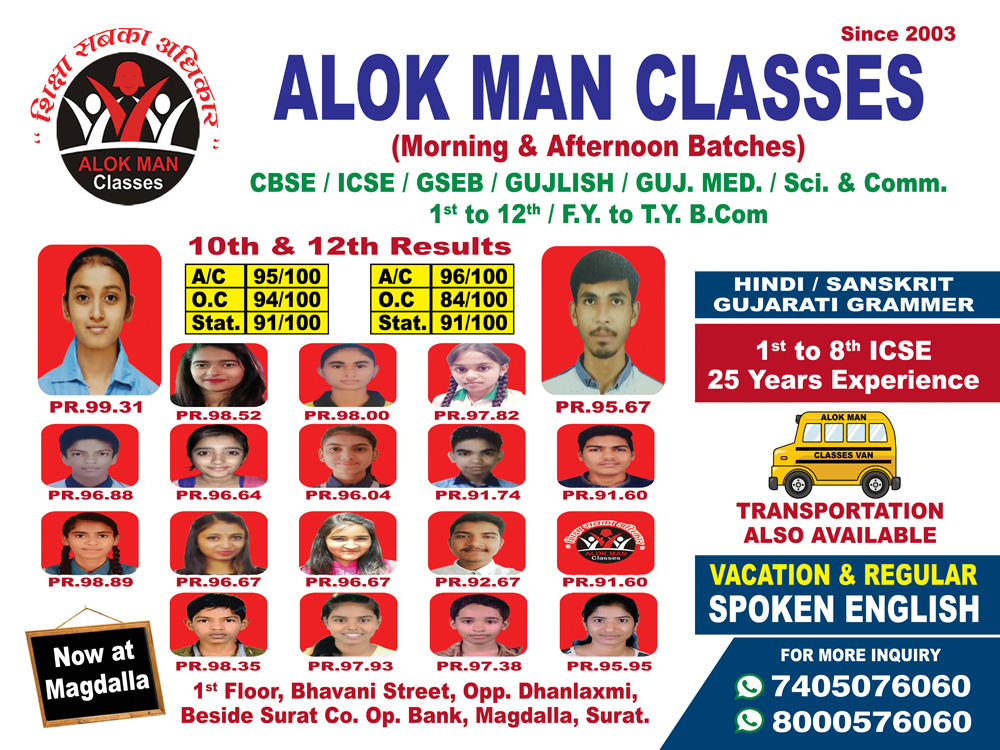 Since 2003
"शिक्षा सबका अधिकार"
ALOK MAN
Classes
ALOK MAN CLASSES
(Morning & Afternoon Batches)
CBSE / ICSE / GSEB / GUJLISH / GUJ. MED. / Sci. & Comm.
1st to 12th / F.Y. to T.Y. B.Com
10th & 12th Results
A/C 95/100
O.C 94/100
Stat. 91/100
A/C 96/100
O.C 84/100
Stat. 91/100
PR.99.31
PR.98.52
PR.98.00
PR.97.82
PR.95.67
PR.96.88
PR.96.64
PR.96.04
PR.91.74
PR.91.60
"शिक्षा सबका अधिकार"
ALOK MAN
Classes
PR.98.89
PR.96.67
PR.96.67
PR.92.67
PR.91.60
PR.98.35
PR.97.93
PR.97.38
PR.95.95
Now at
Magdalla
1st Floor, Bhavani Street, Opp. Dhanlaxmi,
Beside Surat Co. Op. Bank, Magdalla, Surat.
HINDI / SANSKRIT
GUJARATI GRAMMER
1st to 8th ICSE
25 Years Experience
ALOK MAN
CLASSES VAN
TRANSPORTATION
ALSO AVAILABLE
VACATION & REGULAR
SPOKEN ENGLISH
FOR MORE INQUIRY
7405076060
8000576060